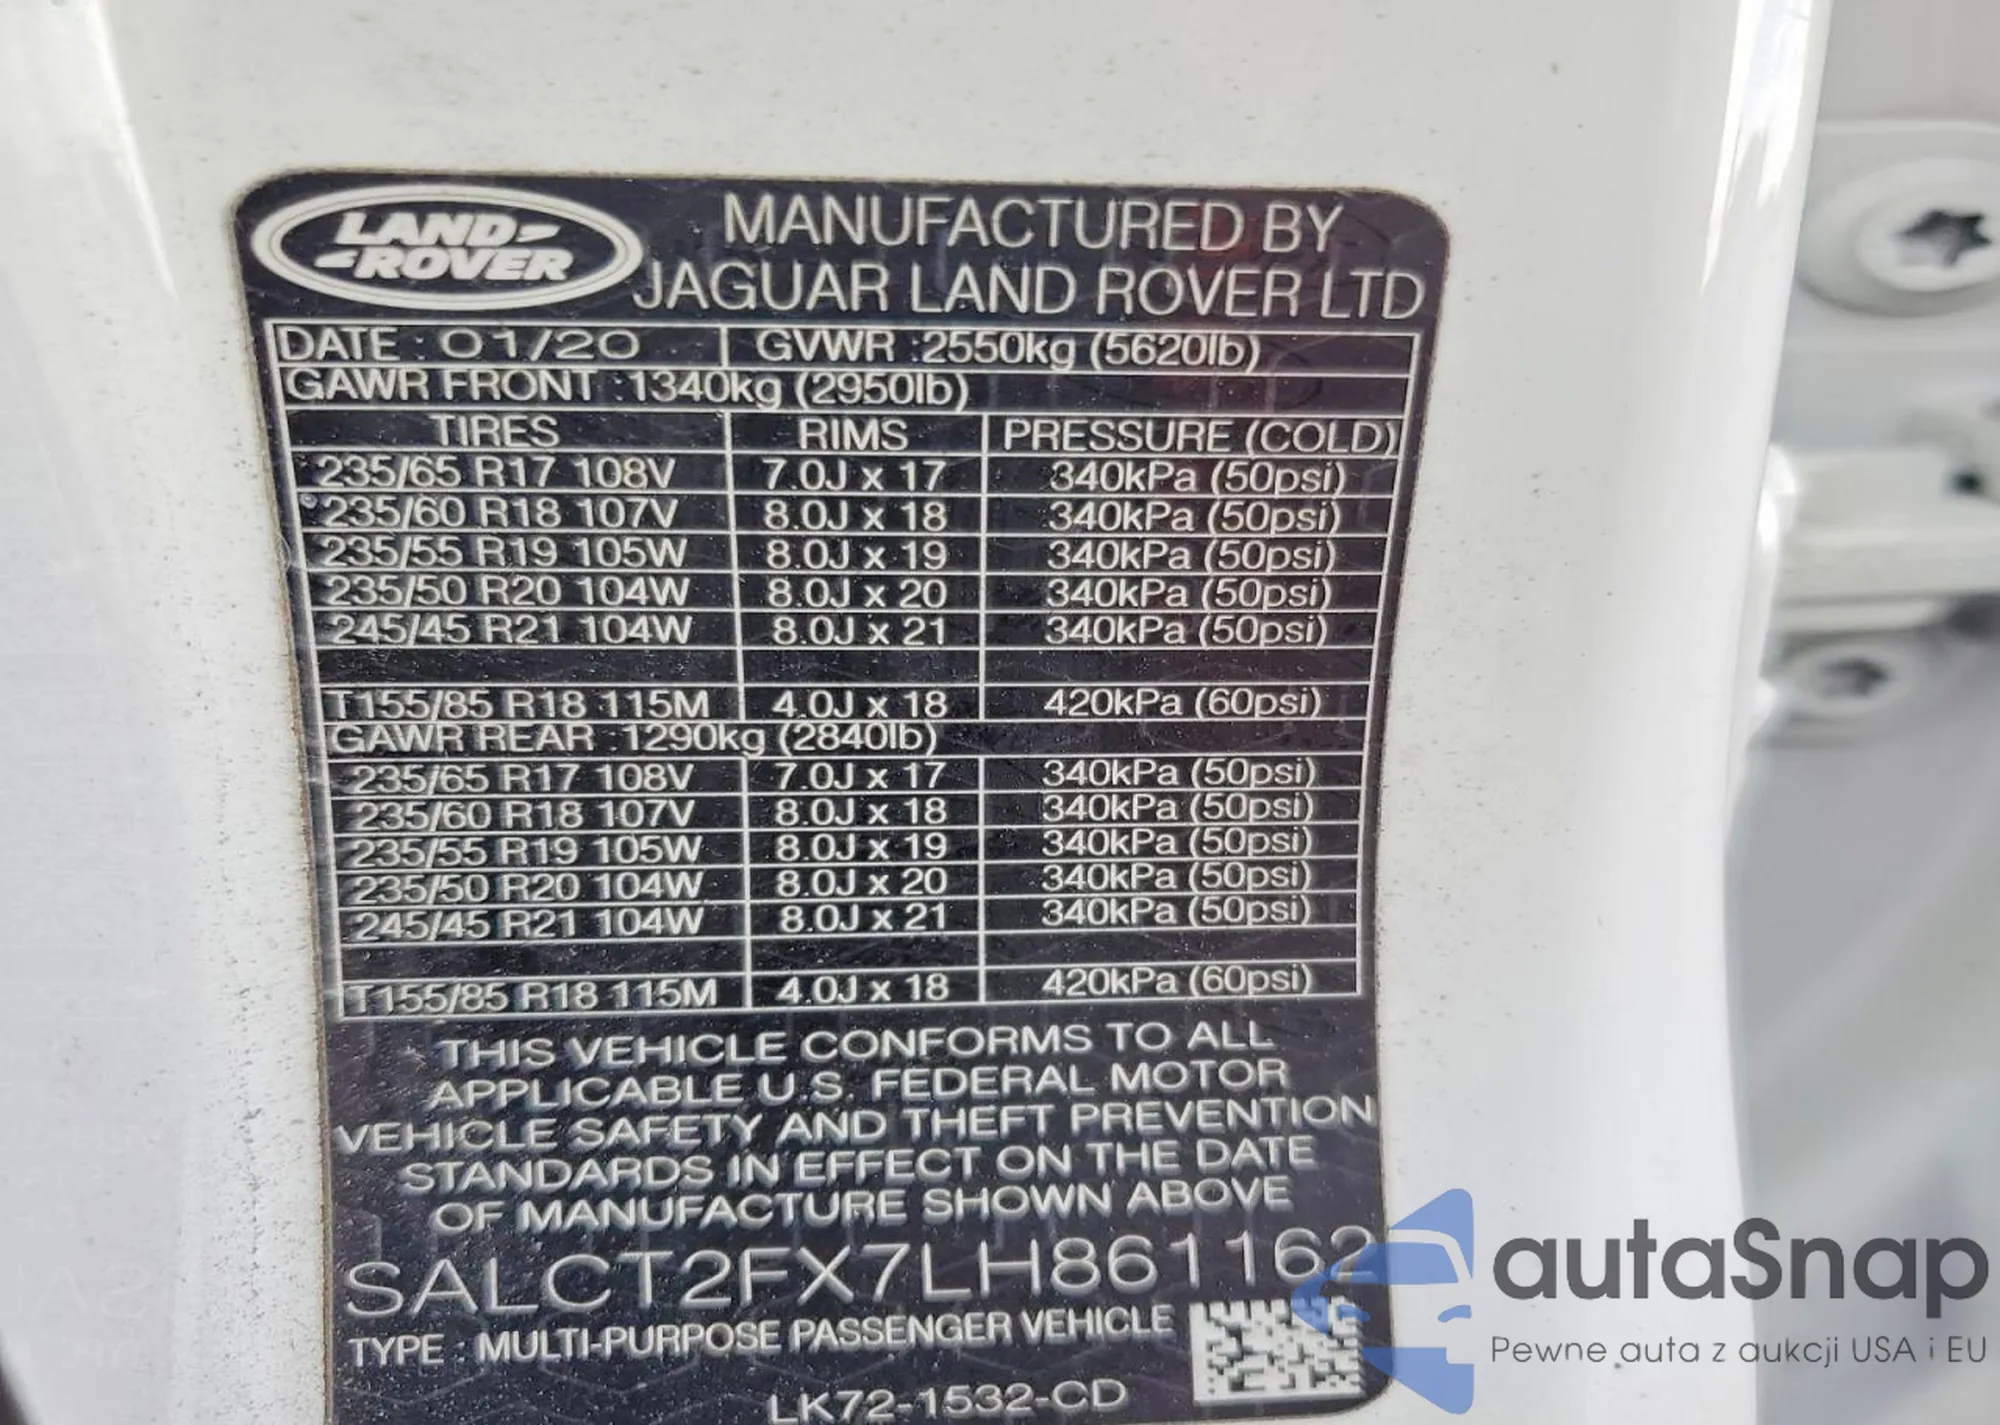 LAND-
-ROVER
MANUFACTURED BY
JAGUAR LAND ROVER LTD
DATE : 01/20 GVWR :2550kg (5620lb)
GAWR FRONT :1340kg (2950lb)
TIRES RIMS PRESSURE (COLD)
235/65 R17 108V 7.0J x 17 340kPa (50psi)
235/60 R18 107V 8.0J x 18 340kPa (50psi)
235/55 R19 105W 8.0J x 19 340kPa (50psi)
235/50 R20 104W 8.0J x 20 340kPa (50psi)
245/45 R21 104W 8.0J x 21 340kPa (50psi)
T155/85 R18 115M 4.0J x 18 420kPa (60psi)
GAWR REAR :1290kg (2840lb)
235/65 R17 108V 7.0J x 17 340kPa (50psi)
235/60 R18 107V 8.0J x 18 340kPa (50psi)
235/55 R19 105W 8.0J x 19 340kPa (50psi)
235/50 R20 104W 8.0J x 20 340kPa (50psi)
245/45 R21 104W 8.0J x 21 340kPa (50psi)
T155/85 R18 115M 4.0J x 18 420kPa (60psi)
THIS VEHICLE CONFORMS TO ALL
APPLICABLE U.S. FEDERAL MOTOR
VEHICLE SAFETY AND THEFT PREVENTION
STANDARDS IN EFFECT ON THE DATE
OF MANUFACTURE SHOWN ABOVE
SALCT2FX7LH861162
TYPE : MULTI-PURPOSE PASSENGER VEHICLE
LK72-1532-CD
autaSnap
Pewne auta z aukcji USA i EU